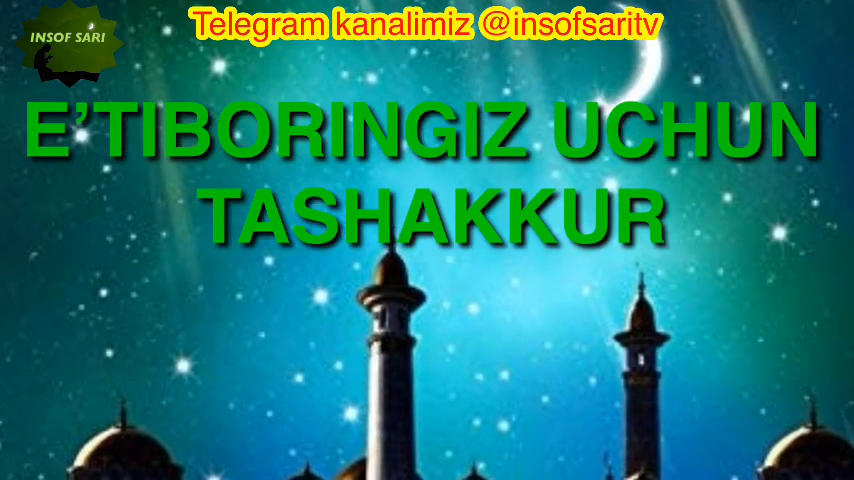 Telegram kanalimiz @insofsaritv
INSOF SARI
E’TIBORINGIZ UCHUN
TASHAKKUR